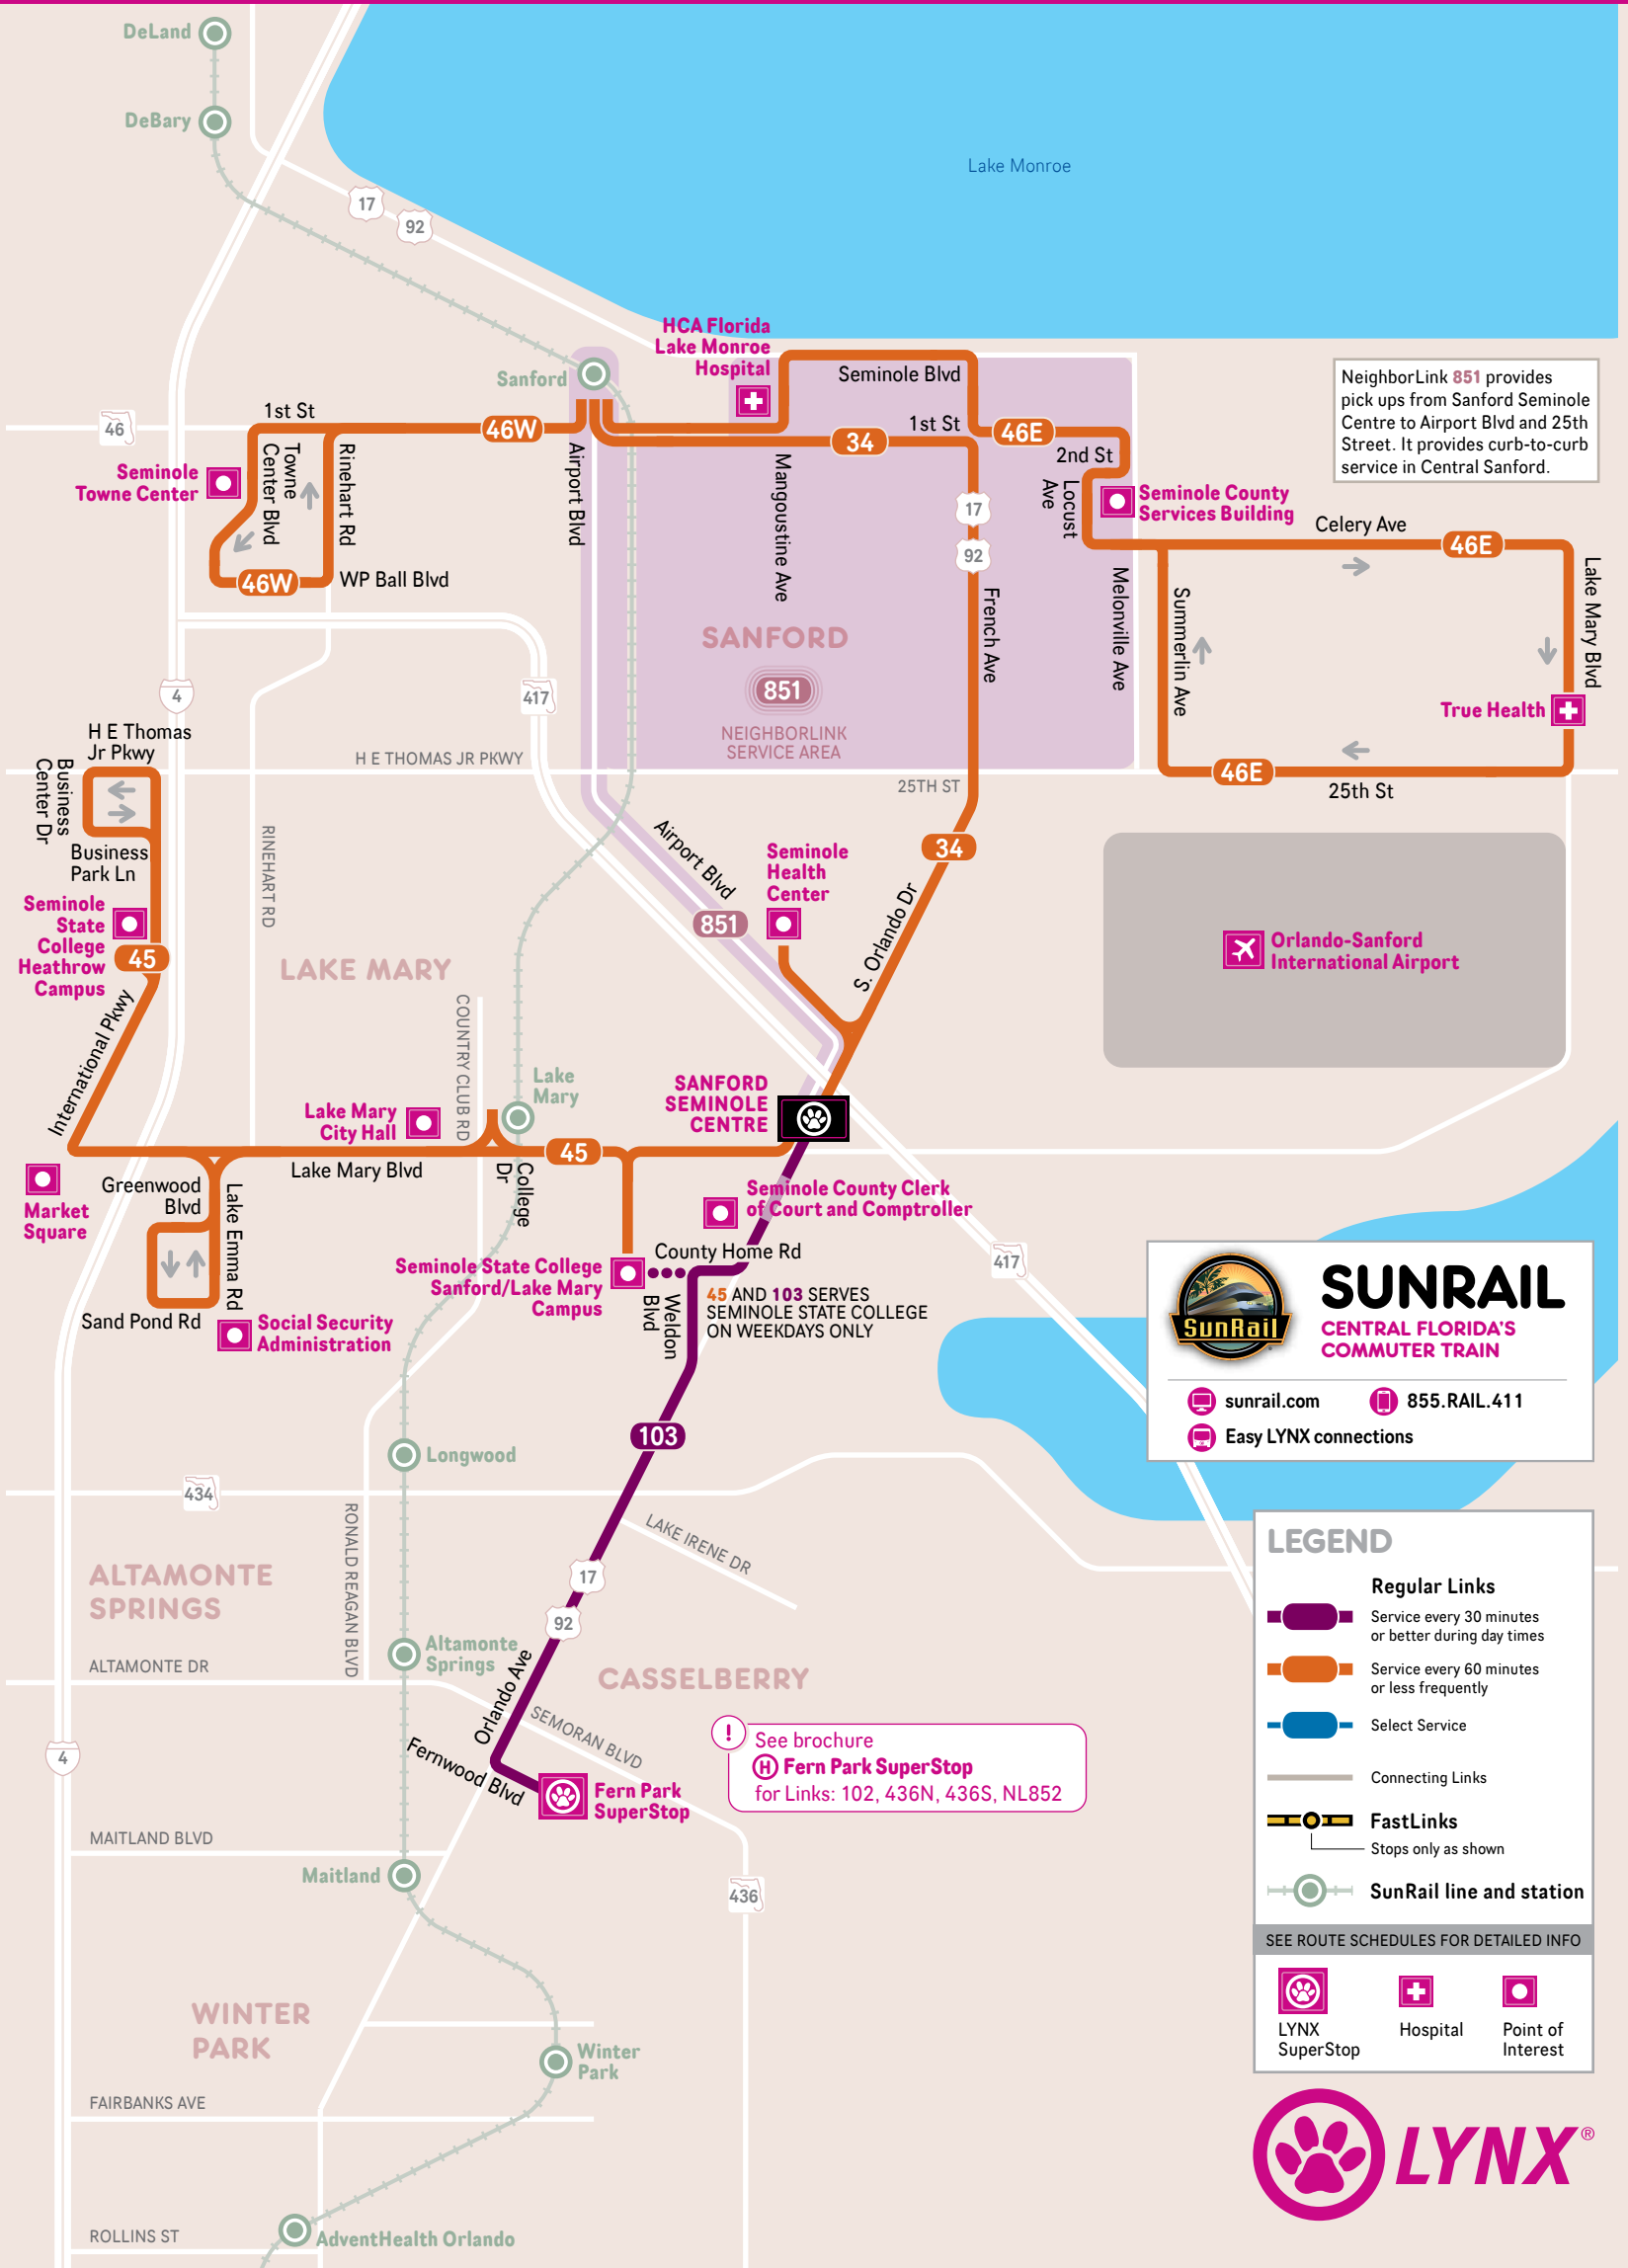 DeLand
DeBary
17
92
Lake Monroe
HCA Florida
Lake Monroe
Hospital
Sanford
Seminole Blvd
NeighborLink 851 provides
pick ups from Sanford Seminole
Centre to Airport Blvd and 25th
Street. It provides curb-to-curb
service in Central Sanford.
46
1st St
46W
1st St
34
46E
2nd St
Seminole
Towne Center
Towne
Center Blvd
Rinehart Rd
Airport Blvd
Mangoustine Ave
17
92
Locust
Ave
Seminole County
Services Building
Celery Ave
46E
46W
WP Ball Blvd
French Ave
Melonville Ave
Summerlin Ave
Lake Mary Blvd
SANFORD
851
NEIGHBORLINK
SERVICE AREA
4
417
True Health
H E Thomas
Jr Pkwy
H E THOMAS JR PKWY
25TH ST
46E
25th St
Business
Center Dr
Business
Park Ln
RINEHART RD
Airport Blvd
Seminole
Health
Center
34
851
S. Orlando Dr
Seminole
State
College
Heathrow
Campus
45
LAKE MARY
Orlando-Sanford
International Airport
International Pkwy
COUNTRY CLUB RD
Lake
Mary
SANFORD
SEMINOLE
CENTRE
Lake Mary
City Hall
45
Lake Mary Blvd
College
Dr
Market
Square
Greenwood
Blvd
Lake Emma Rd
Seminole County Clerk
of Court and Comptroller
County Home Rd
Seminole State College
Sanford/Lake Mary
Campus
Weldon
Blvd
45 AND 103 SERVES
SEMINOLE STATE COLLEGE
ON WEEKDAYS ONLY
417
Sand Pond Rd
Social Security
Administration
SunRail
SUNRAIL
CENTRAL FLORIDA'S
COMMUTER TRAIN
sunrail.com
855.RAIL.411
Easy LYNX connections
103
Longwood
434
RONALD REAGAN BLVD
LAKE IRENE DR
ALTAMONTE
SPRINGS
17
92
Altamonte
Springs
ALTAMONTE DR
CASSELBERRY
Orlando Ave
SEMORAN BLVD
Fernwood Blvd
4
Fern Park
SuperStop
!
See brochure
H Fern Park SuperStop
for Links: 102, 436N, 436S, NL852
MAITLAND BLVD
Maitland
436
WINTER
PARK
Winter
Park
FAIRBANKS AVE
ROLLINS ST
AdventHealth Orlando
LEGEND
Regular Links
Service every 30 minutes
or better during day times
Service every 60 minutes
or less frequently
Select Service
Connecting Links
FastLinks
Stops only as shown
SunRail line and station
SEE ROUTE SCHEDULES FOR DETAILED INFO
LYNX
SuperStop
Hospital
Point of
Interest
LYNX®